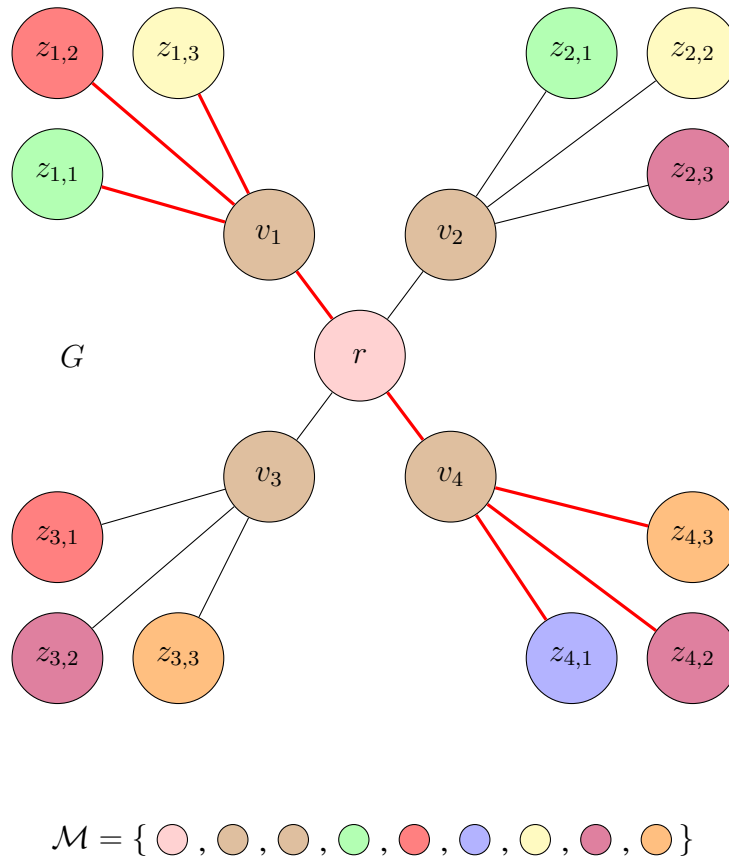 z1,2 z1,3 z2,1 z2,2
z1,1 z2,3
v1 v2
G r
v3 v4
z3,1 z4,3
z3,2 z3,3 z4,1 z4,2
ℳ = { , , , , , , , , }